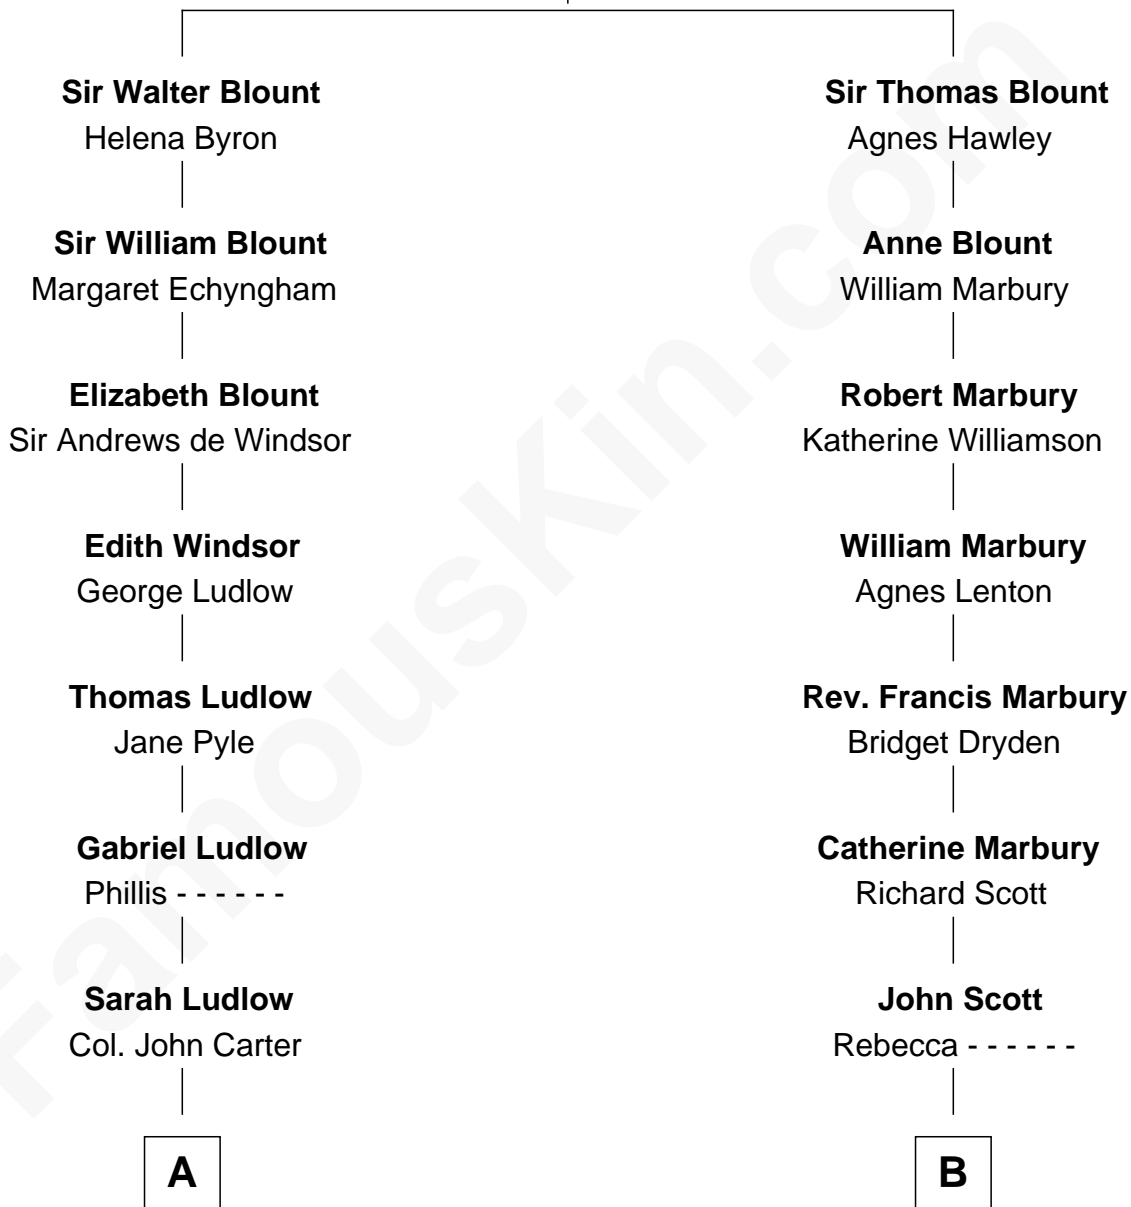 Sir Walter Blount
Helena Byron
Sir William Blount
Margaret Echyngham
Elizabeth Blount
Sir Andrews de Windsor
Edith Windsor
George Ludlow
Thomas Ludlow
Jane Pyle
Gabriel Ludlow
Phillis - - - - - -
Sarah Ludlow
Col. John Carter
A
Sir Thomas Blount
Agnes Hawley
Anne Blount
William Marbury
Robert Marbury
Katherine Williamson
William Marbury
Agnes Lenton
Rev. Francis Marbury
Bridget Dryden
Catherine Marbury
Richard Scott
John Scott
Rebecca - - - - - -
B
FamousKin.com